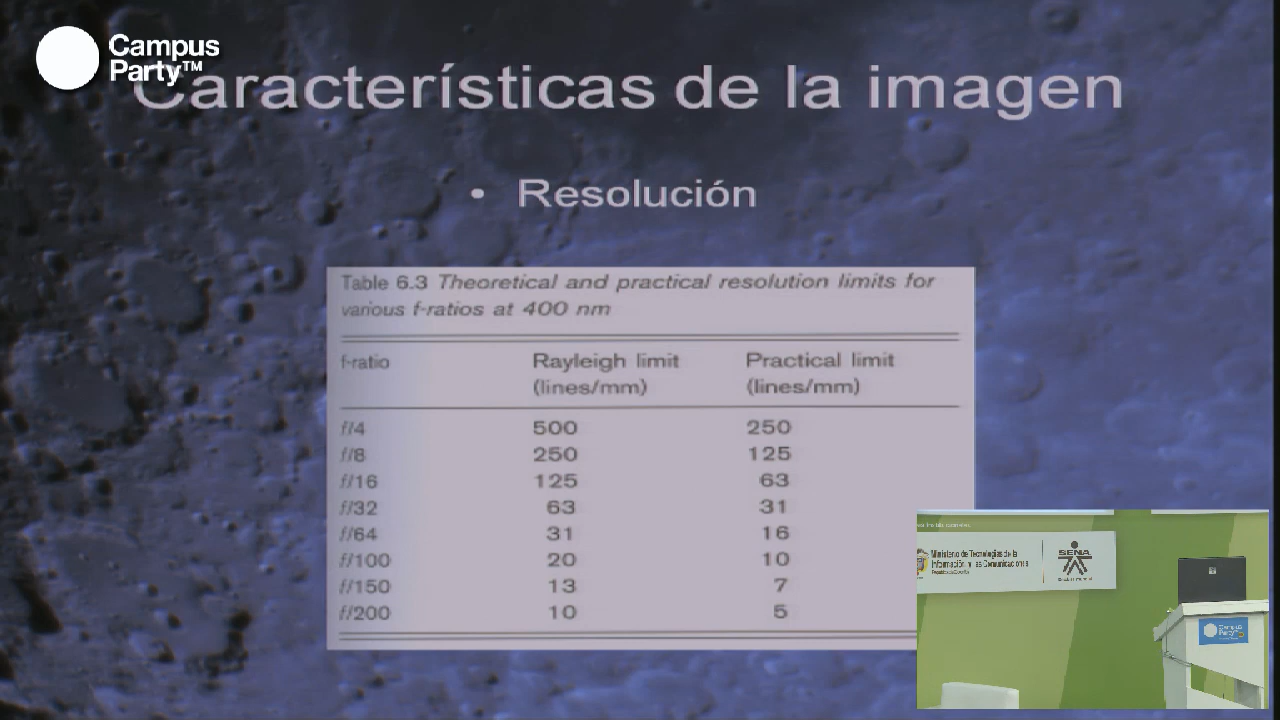 Campus
Party™
Características de la imagen
• Resolución
Table 6.3 Theoretical and practical resolution limits for
various f-ratios at 400 nm
f-ratio Rayleigh limit Practical limit
(lines/mm) (lines/mm)
f/4 500 250
f/8 250 125
f/16 125 63
f/32 63 31
f/64 31 16
f/100 20 10
f/150 13 7
f/200 10 5
Ministerio de Tecnologías de la
Información y las Comunicaciones
SENA
Campus
Party